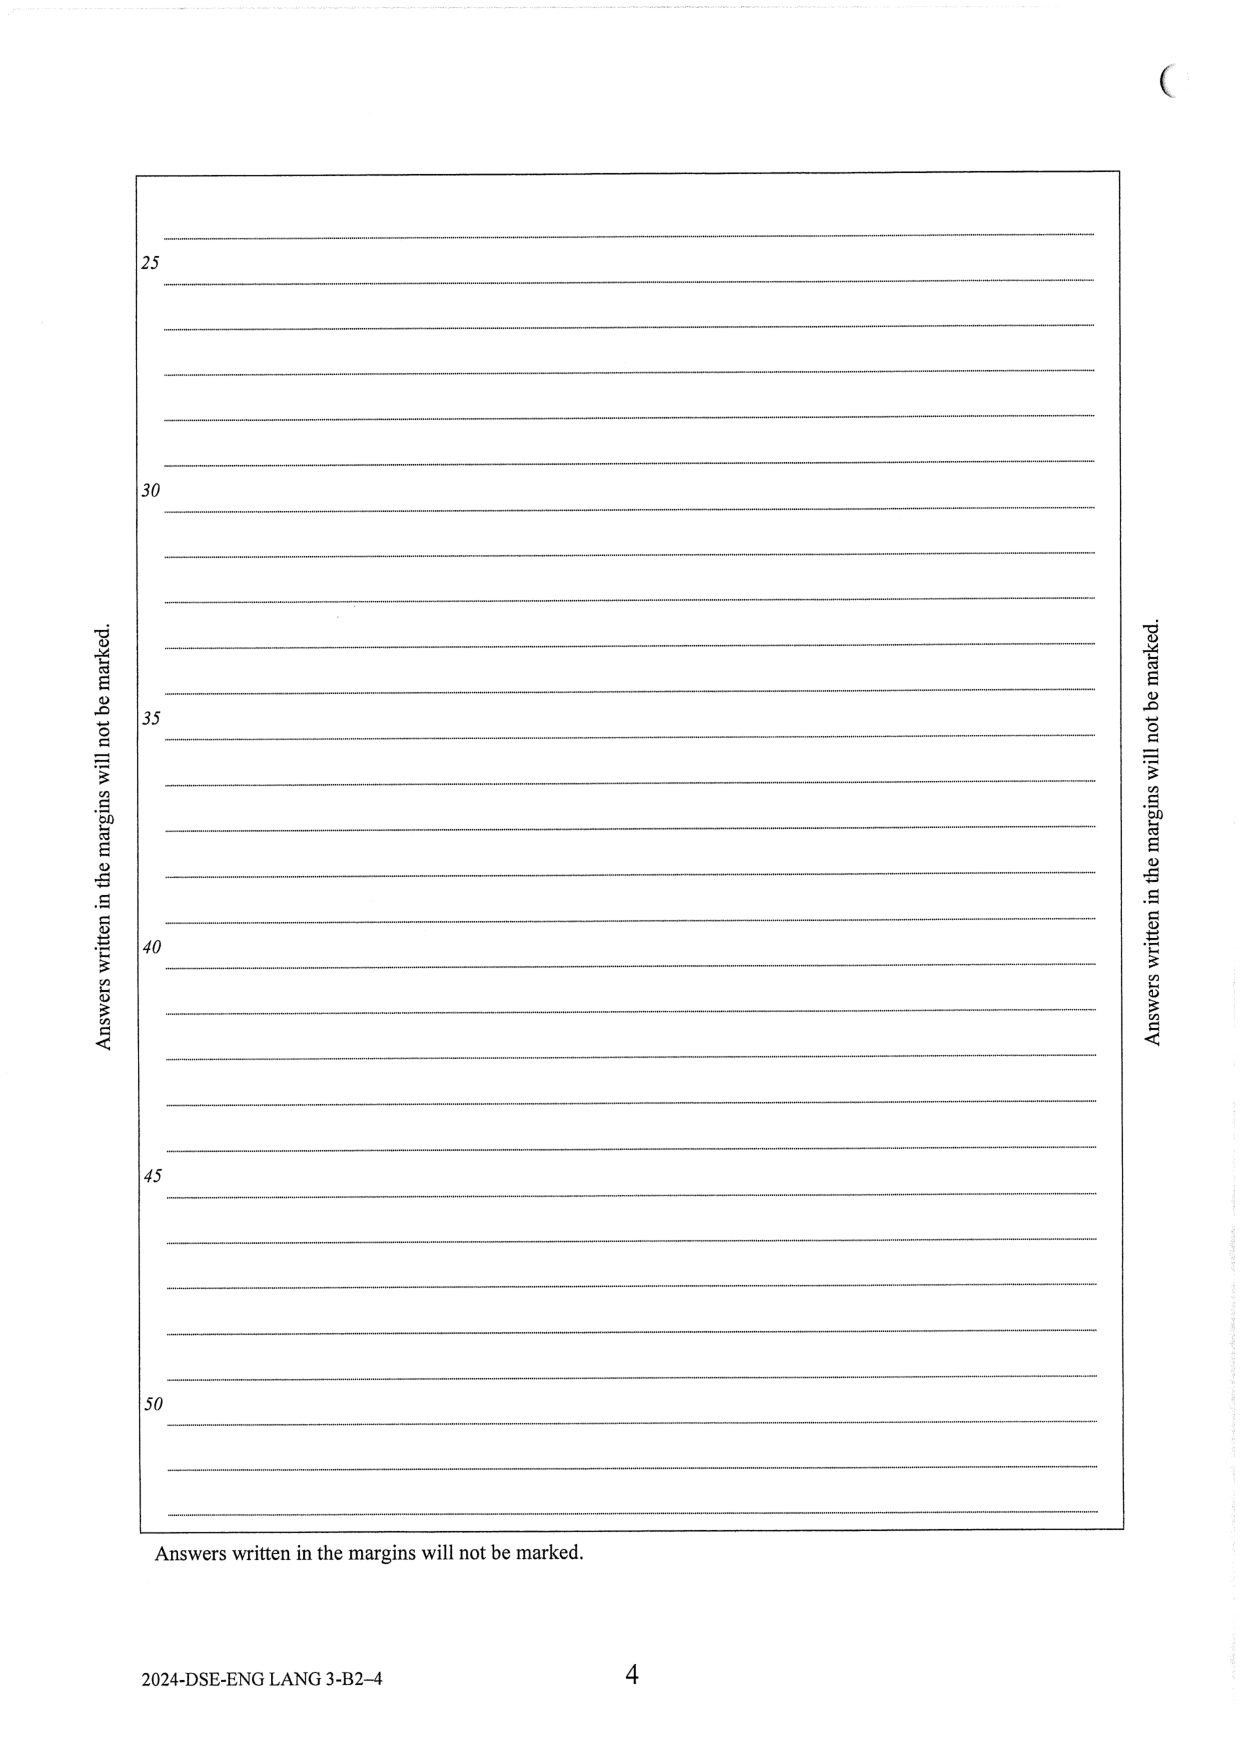 25
30
35
40
45
50
Answers written in the margins will not be marked.
Answers written in the margins will not be marked.
Answers written in the margins will not be marked.
2024-DSE-ENG LANG 3-B2–4
4